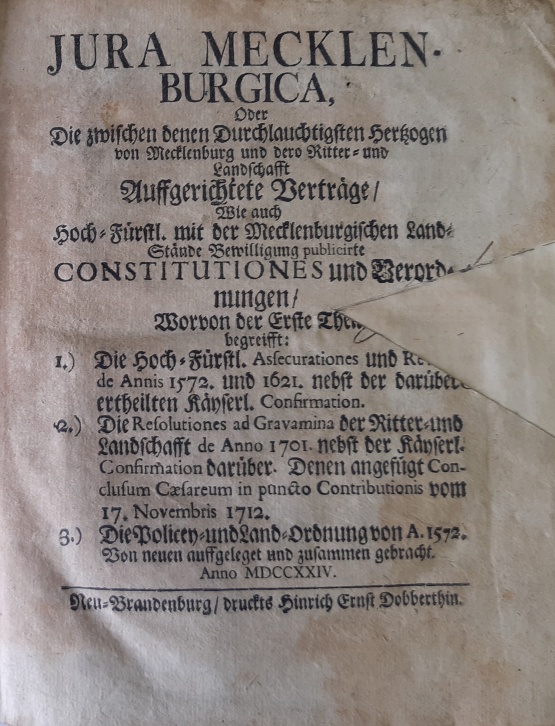 JURA MECKLEN-
BURGICA,
Oder
Die zwischen denen Durchlauchtigsten Hertzogen
von Mecklenburg und dero Ritter- und
Landschafft
Auffgerichtete Verträge/
Wie auch
Hoch-Fürstl. mit der Mecklenburgischen Land-
Stände Bewilligung publicirte
CONSTITUTIONES und Verord-
nungen/
Worvon der Erste
begreifft:
1.) Die Hoch-Fürstl. Assecurationes und
de Annis 1572. und 1621. nebst der
ertheilten Käyserl. Confirmation.
2.) Die Resolutiones ad Gravamina der Ritter-und
Landschafft de Anno 1701. nebst der Käyserl.
Confirmation darüber. Denen angefügt Con-
clusum Cæsareum in puncto Contributionis vom
17. Novembris 1712.
3.) Die Policey-und Land-Ordnung von A. 1572.
Von neuen auffgeleget und zusammen gebracht.
Anno MDCCXXIV.
Neu-Brandenburg/ druckts Hinrich Ernst Dobberthin.